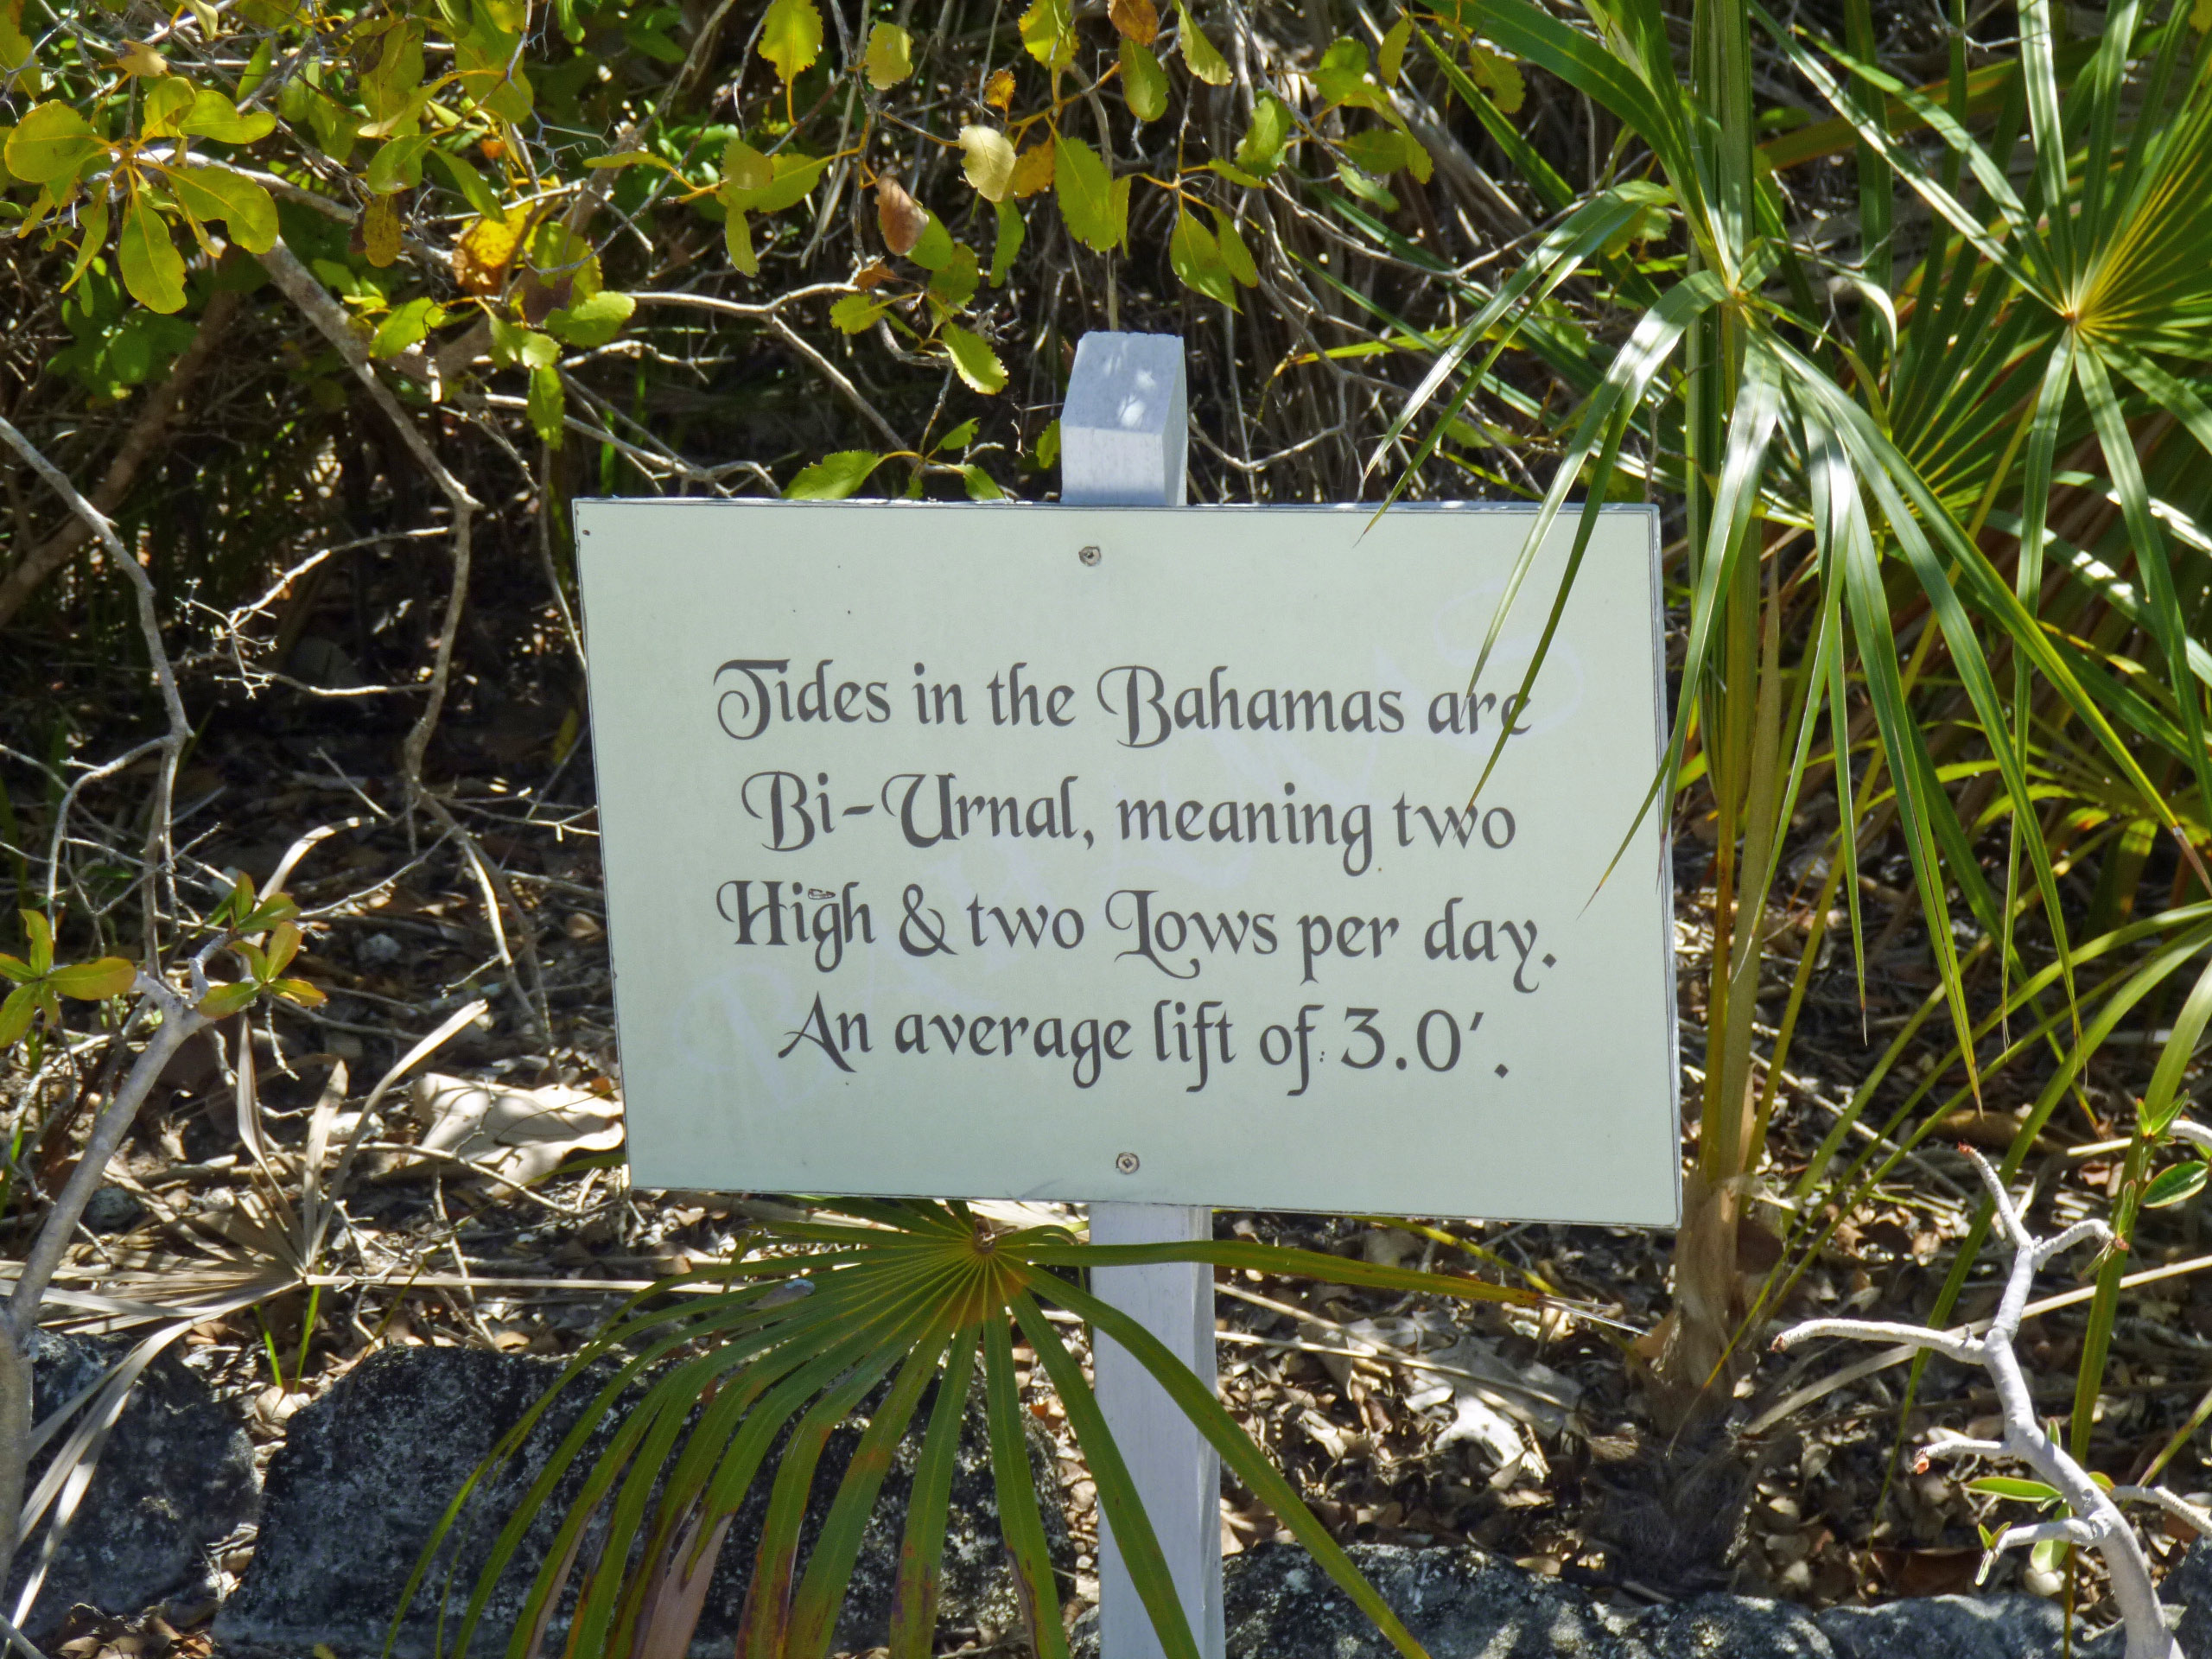 Tides in the Bahamas are
Bi-Urnal, meaning two
High & two Lows per day.
An average lift of 3.0'.